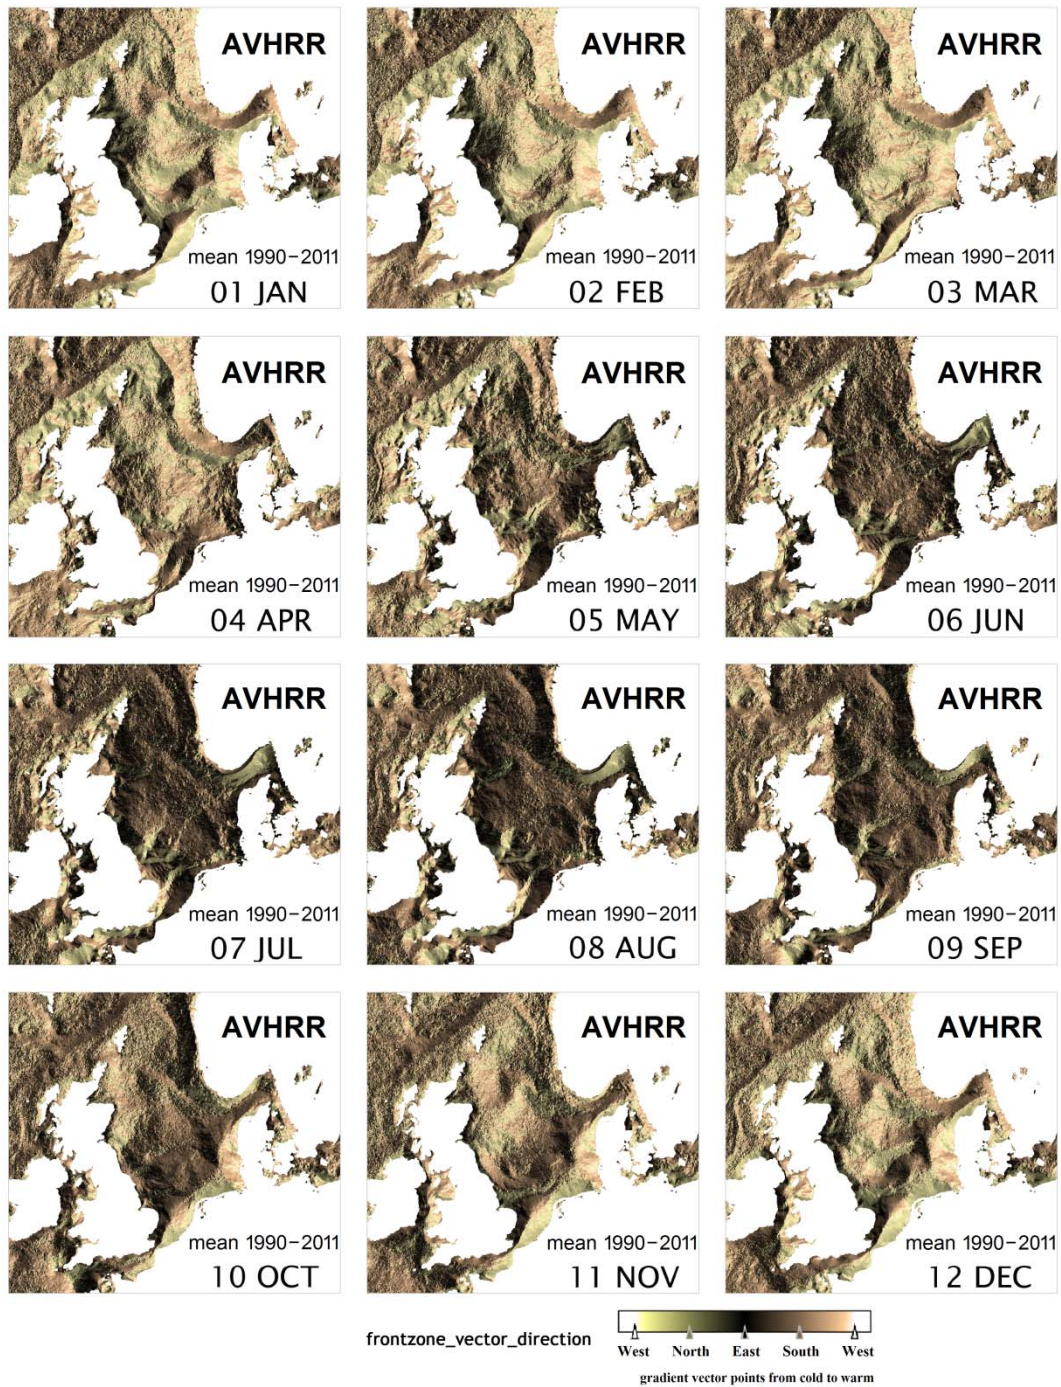 AVHRR
mean 1990-2011
01 JAN
AVHRR
mean 1990-2011
02 FEB
AVHRR
mean 1990-2011
03 MAR
AVHRR
mean 1990-2011
04 APR
AVHRR
mean 1990-2011
05 MAY
AVHRR
mean 1990-2011
06 JUN
AVHRR
mean 1990-2011
07 JUL
AVHRR
mean 1990-2011
08 AUG
AVHRR
mean 1990-2011
09 SEP
AVHRR
mean 1990-2011
10 OCT
AVHRR
mean 1990-2011
11 NOV
AVHRR
mean 1990-2011
12 DEC
frontzone_vector_direction
West North East South West
gradient vector points from cold to warm